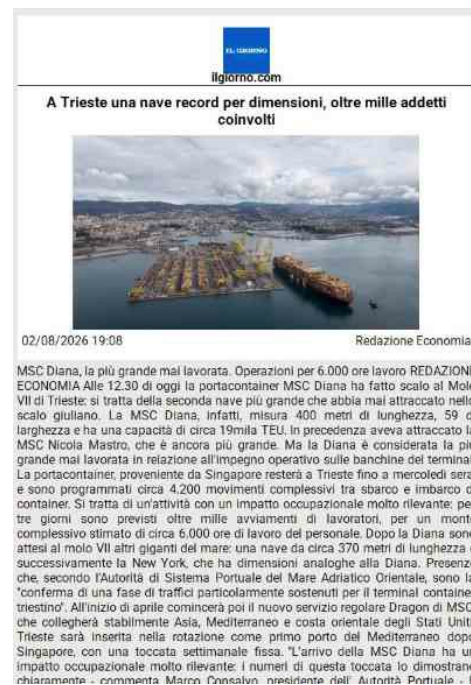 IL GIORNO
ilgiorno.com
A Trieste una nave record per dimensioni, oltre mille addetti
coinvolti
02/08/2026 19:08
Redazione Economia
MSC Diana, la più grande mai lavorata. Operazioni per 6.000 ore lavoro REDAZIONE
ECONOMIA Alle 12.30 di oggi la portacontainer MSC Diana ha fatto scalo al Molo
VII di Trieste: si tratta della seconda nave più grande che abbia mai attraccato nello
scalo giuliano. La MSC Diana, infatti, misura 400 metri di lunghezza, 59 di
larghezza e ha una capacità di circa 19mila TEU. In precedenza aveva attraccato la
MSC Nicola Mastro, che è ancora più grande. Ma la Diana è considerata la più
grande mai lavorata in relazione all'impegno operativo sulle banchine del terminal.
La portacontainer, proveniente da Singapore resterà a Trieste fino a mercoledì sera
e sono programmati circa 4.200 movimenti complessivi tra sbarco e imbarco di
container. Si tratta di un'attività con un impatto occupazionale molto rilevante: per
tre giorni sono previsti oltre mille avviamenti di lavoratori, per un monte
complessivo stimato di circa 6.000 ore di lavoro del personale. Dopo la Diana sono
attesi al molo VII altri giganti del mare: una nave da circa 370 metri di lunghezza e
successivamente la New York, che ha dimensioni analoghe alla Diana. Presenze
che, secondo l'Autorità di Sistema Portuale del Mare Adriatico Orientale, sono la
"conferma di una fase di traffici particolarmente sostenuti per il terminal container
triestino". All'inizio di aprile comincerà poi il nuovo servizio regolare Dragon di MSC
che collegherà stabilmente Asia, Mediterraneo e costa orientale degli Stati Uniti.
Trieste sarà inserita nella rotazione come primo porto del Mediterraneo dopo
Singapore, con una toccata settimanale fissa. "L'arrivo della MSC Diana ha un
impatto occupazionale molto rilevante: i numeri di questa toccata lo dimostrano
chiaramente - commenta Marco Consalvo, presidente dell' Autorità Portuale -